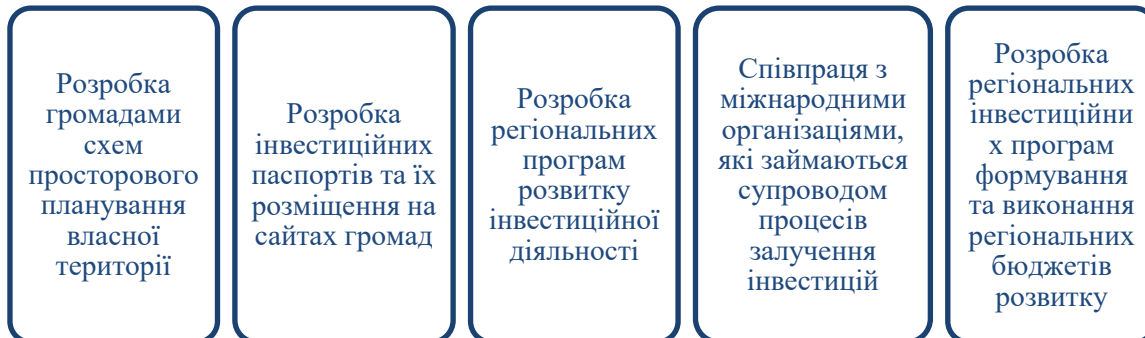 Розробка
громадами
схем
просторового
планування
власної
території
Розробка
інвестиційних
паспортів та їх
розміщення на
сайтах громад
Розробка
регіональних
програм
розвитку
інвестиційної
діяльності
Співпраця з
міжнародними
організаціями,
які займаються
супроводом
процесів
залучення
інвестицій
Розробка
регіональних
інвестиційни
х програм
формування
та виконання
регіональних
бюджетів
розвитку